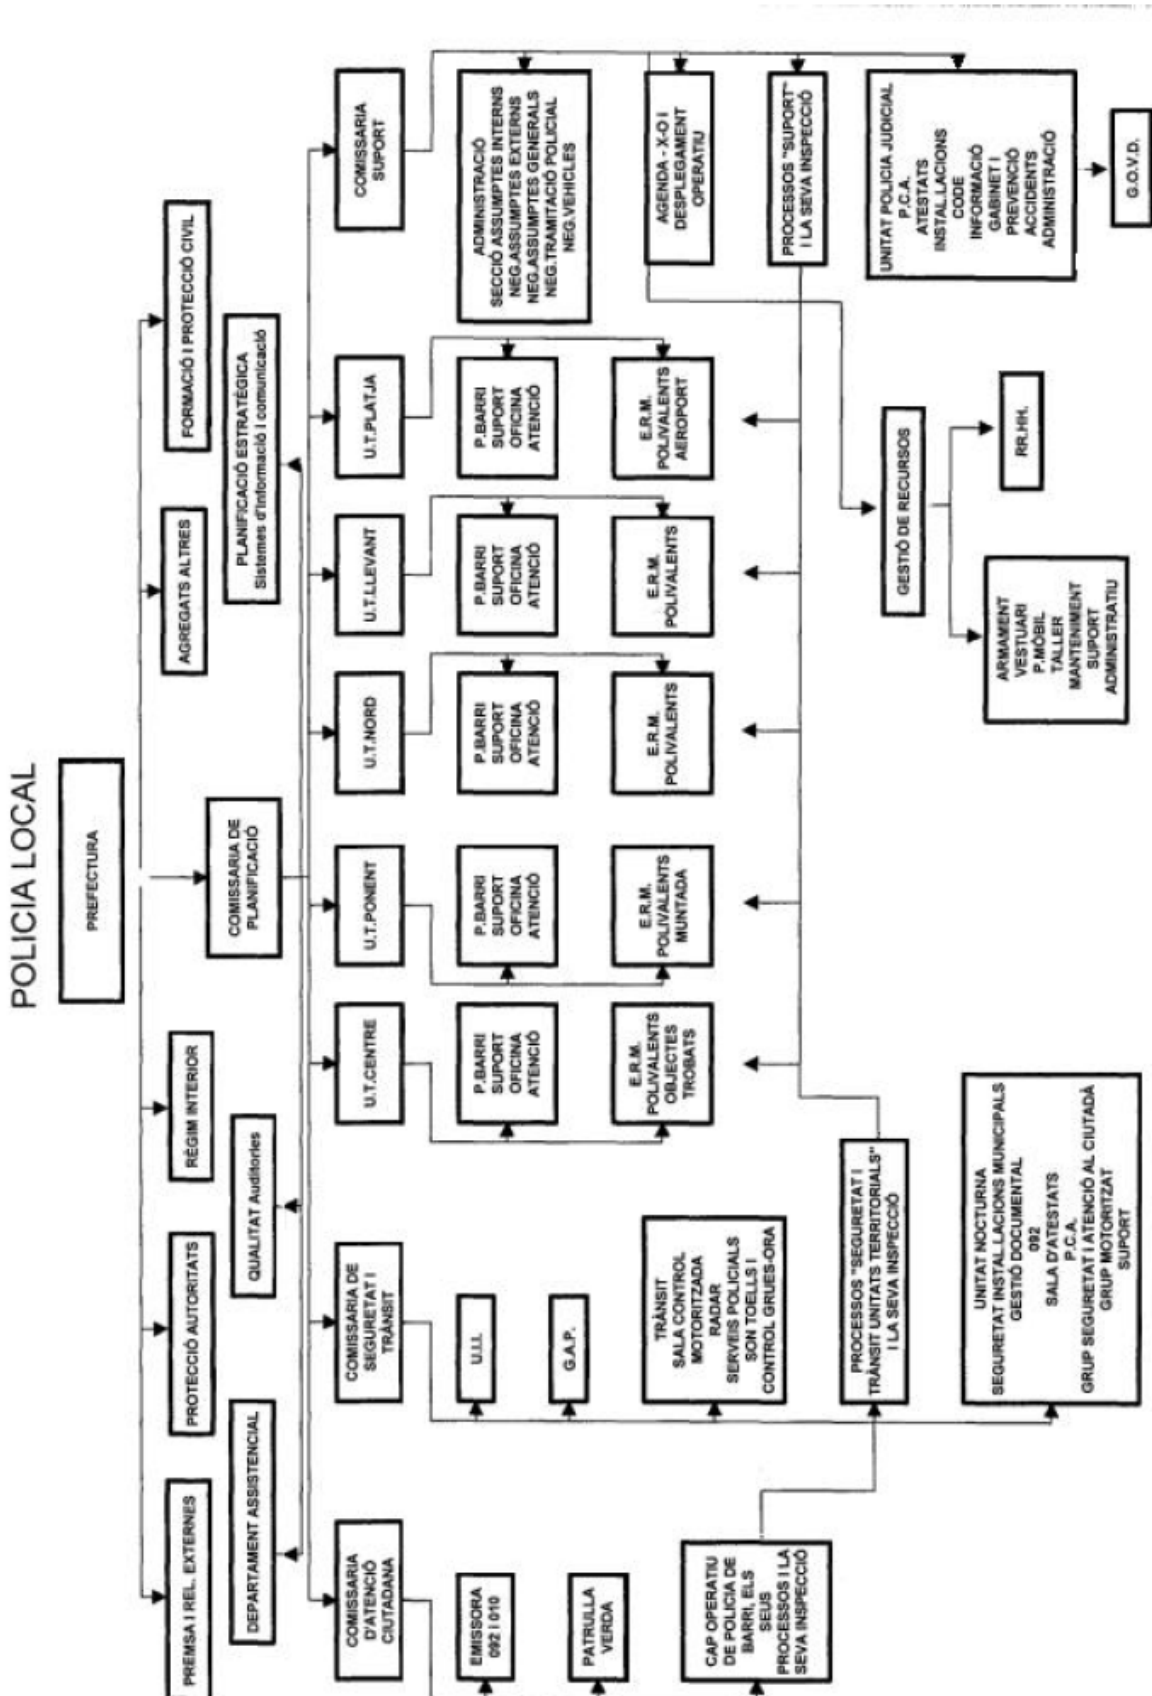 POLICIA LOCAL
PREFECTURA
PREMSA I REL. EXTERNES
PROTECCIÓ AUTORITATS
RÈGIM INTERIOR
AGREGATS ALTRES
FORMACIÓ I PROTECCIÓ CIVIL
COMISSARIA DE
PLANIFICACIÓ
DEPARTAMENT ASSISTENCIAL
QUALITAT Auditories
PLANIFICACIÓ ESTRATÈGICA
Sistemes d'informació i comunicació
COMISSARIA
D'ATENCIÓ
CIUTADANA
COMISSARIA DE
SEGURETAT I
TRÀNSIT
U.T.CENTRE
U.T.PONENT
U.T.NORD
U.T.LLEVANT
U.T.PLATJA
COMISSARIA
SUPORT
EMISSORA
092 I 010
U.I.I.
P.BARRI
SUPORT
OFICINA
ATENCIÓ
P.BARRI
SUPORT
OFICINA
ATENCIÓ
P.BARRI
SUPORT
OFICINA
ATENCIÓ
P.BARRI
SUPORT
OFICINA
ATENCIÓ
P.BARRI
SUPORT
OFICINA
ATENCIÓ
ADMINISTRACIÓ
SECCIÓ ASSUMPTES INTERNS
NEG.ASSUMPTES EXTERNS
NEG.ASSUMPTES GENERALS
NEG.TRAMITACIÓ POLICIAL
NEG.VEHICLES
PATRULLA
VERDA
G.A.P.
E.R.M.
POLIVALENTS
OBJECTES
TROBATS
E.R.M.
POLIVALENTS
MUNTADA
E.R.M.
POLIVALENTS
E.R.M.
POLIVALENTS
E.R.M.
POLIVALENTS
AEROPORT
AGENDA - X-O I
DESPLEGAMENT
OPERATIU
CAP OPERATIU
DE POLICIA DE
BARRI, ELS
SEUS
PROCESSOS I LA
SEVA INSPECCIÓ
TRÀNSIT
SALA CONTROL
MOTORITZADA
RADAR
SERVEIS POLICIALS
SON TOELLS I
CONTROL GRUES-ORA
PROCESSOS "SUPORT"
I LA SEVA INSPECCIÓ
PROCESSOS "SEGURETAT I
TRÀNSIT UNITATS TERRITORIALS"
I LA SEVA INSPECCIÓ
GESTIÓ DE RECURSOS
UNITAT POLICIA JUDICIAL
P.C.A.
ATESTATS
INSTAL.LACIONS
CODE
INFORMACIÓ
GABINET I
PREVENCIÓ
ACCIDENTS
ADMINISTRACIÓ
UNITAT NOCTURNA
SEGURETAT INSTAL.LACIONS MUNICIPALS
GESTIÓ DOCUMENTAL
092
SALA D'ATESTATS
P.C.A.
GRUP SEGURETAT I ATENCIÓ AL CIUTADÀ
GRUP MOTORITZAT
SUPORT
ARMAMENT
VESTUARI
P.MÒBIL
TALLER
MANTENIMENT
SUPORT
ADMINISTRATIU
RR.HH.
G.O.V.D.